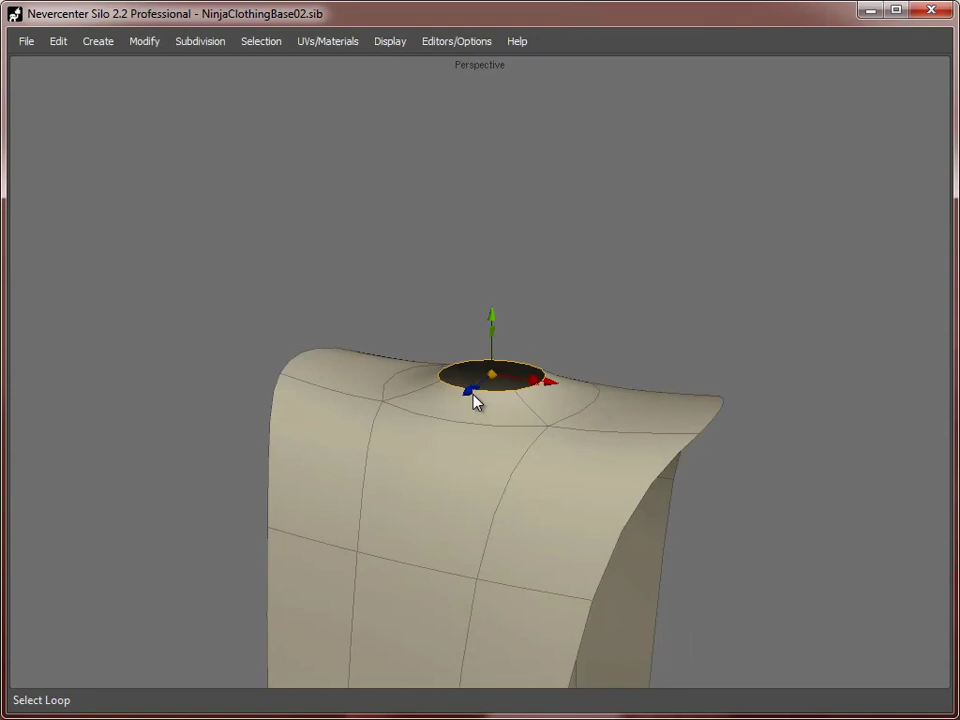 Nevercenter Silo 2.2 Professional - NinjaClothingBase02.sib
File Edit Create Modify Subdivision Selection UVs/Materials Display Editors/Options Help
Perspective
Select Loop